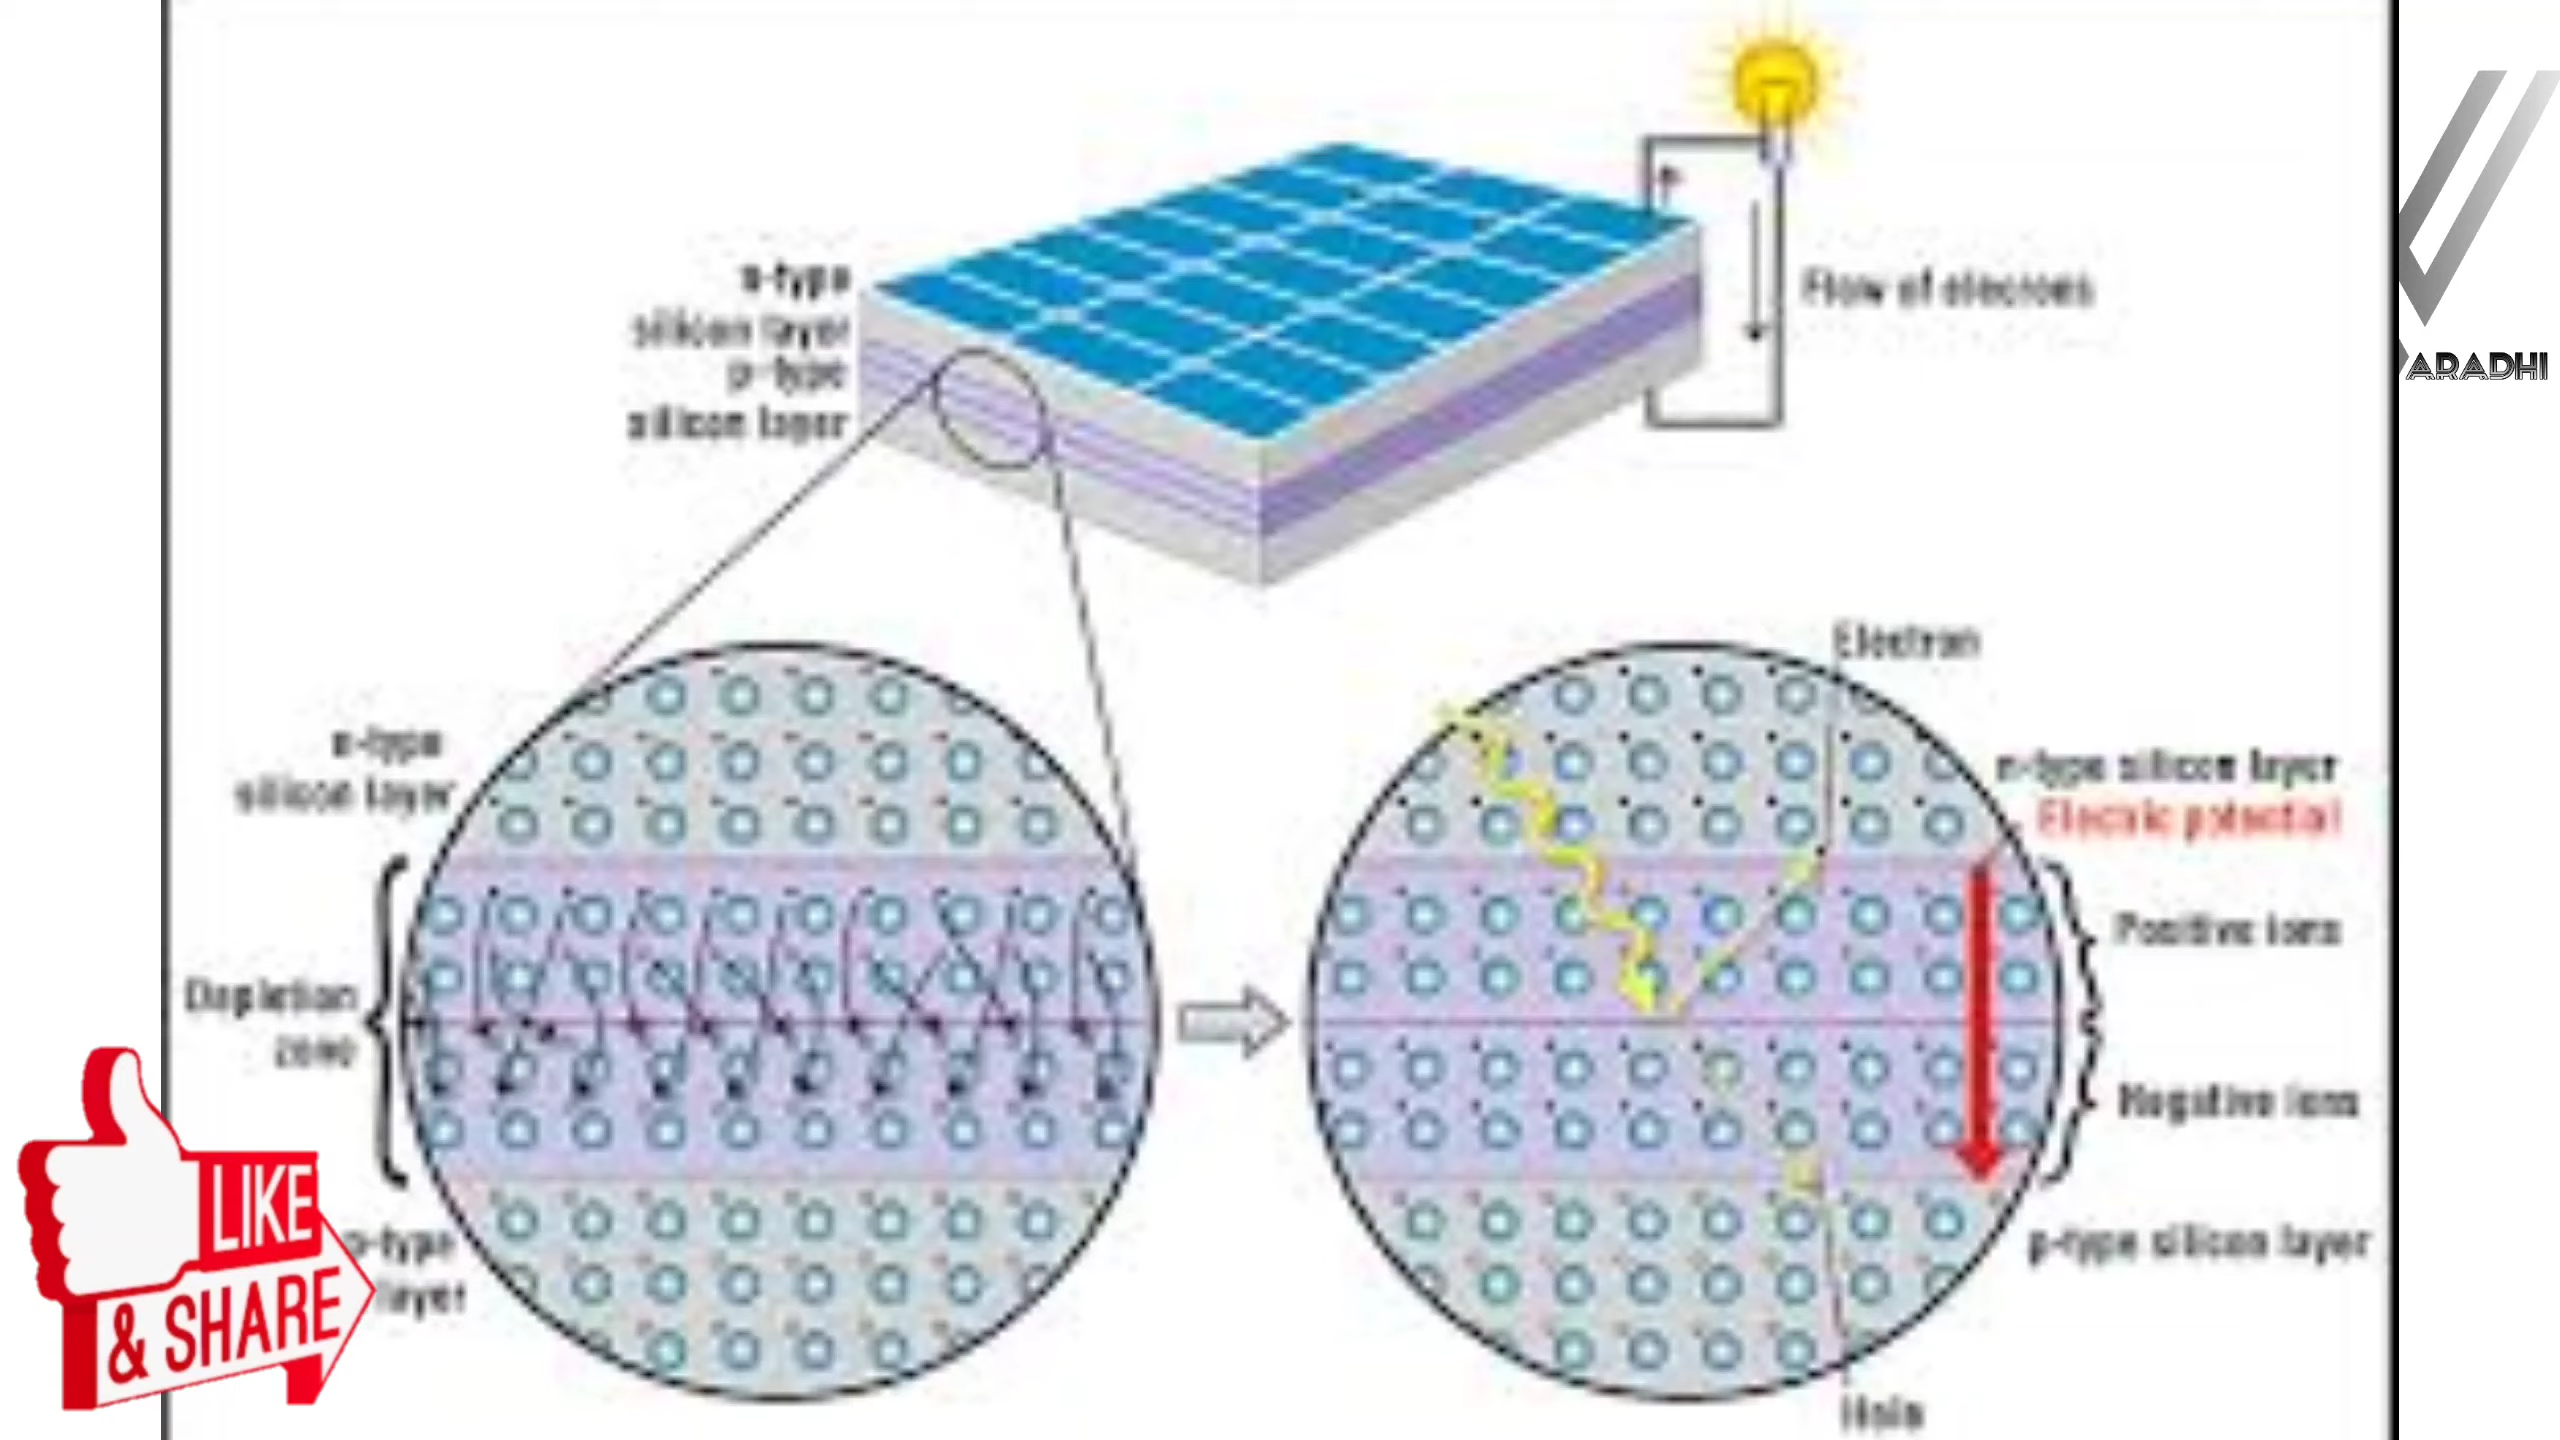 n-type
silicon layer
p-type
silicon layer
Flow of elecrons
ARADHI
Electron
n-type
silicon layer
n-type silicon layer
Electric potential
Positive ions
Depletion
zone
Negative ions
p-type
layer
p-type silicon layer
Hole
LIKE
& SHARE